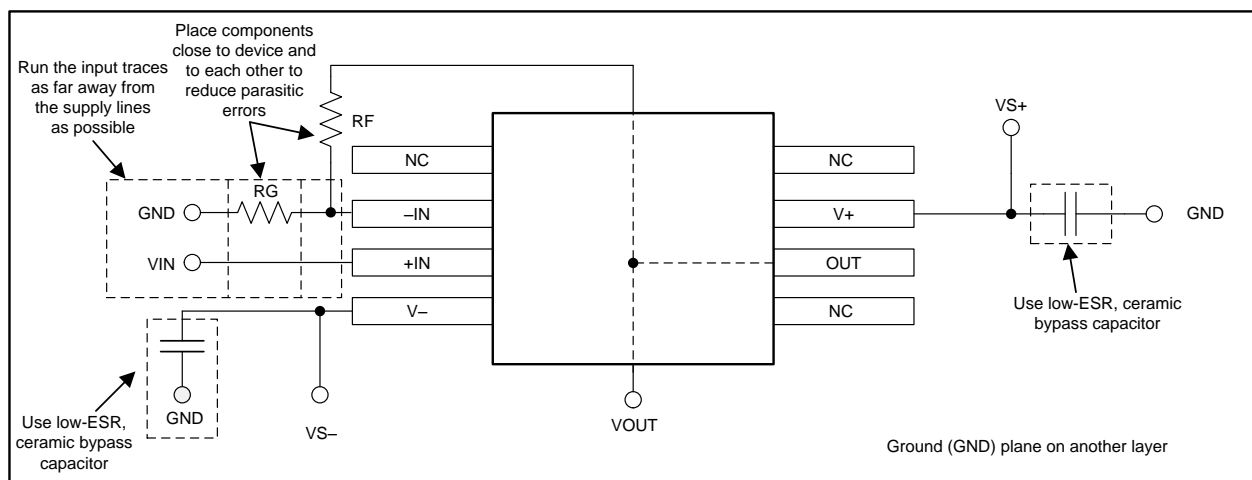 Place components
close to device and
to each other to
reduce parasitic
errors
Run the input traces
as far away from
the supply lines
as possible
RF
VS+
NC
NC
RG
GND
–IN
V+
GND
VIN
+IN
OUT
V–
NC
Use low-ESR, ceramic
bypass capacitor
GND
Use low-ESR,
ceramic bypass
capacitor
VS–
VOUT
Ground (GND) plane on another layer